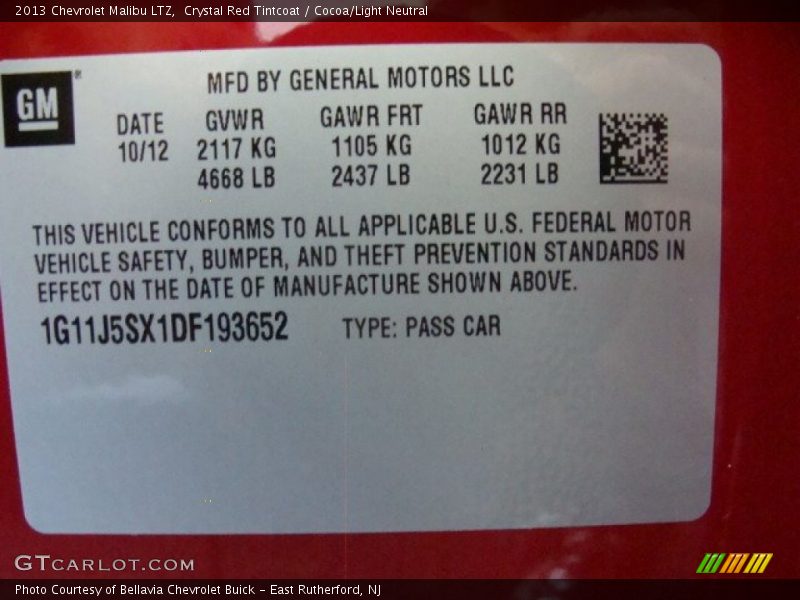 2013 Chevrolet Malibu LTZ,  Crystal Red Tintcoat / Cocoa/Light Neutral
GM®
MFD BY GENERAL MOTORS LLC
DATE GVWR GAWR FRT GAWR RR
10/12 2117 KG 1105 KG 1012 KG
4668 LB 2437 LB 2231 LB
THIS VEHICLE CONFORMS TO ALL APPLICABLE U.S. FEDERAL MOTOR
VEHICLE SAFETY, BUMPER, AND THEFT PREVENTION STANDARDS IN
EFFECT ON THE DATE OF MANUFACTURE SHOWN ABOVE.
1G11J5SX1DF193652 TYPE: PASS CAR
GTCARLOT.COM
Photo Courtesy of Bellavia Chevrolet Buick - East Rutherford, NJ